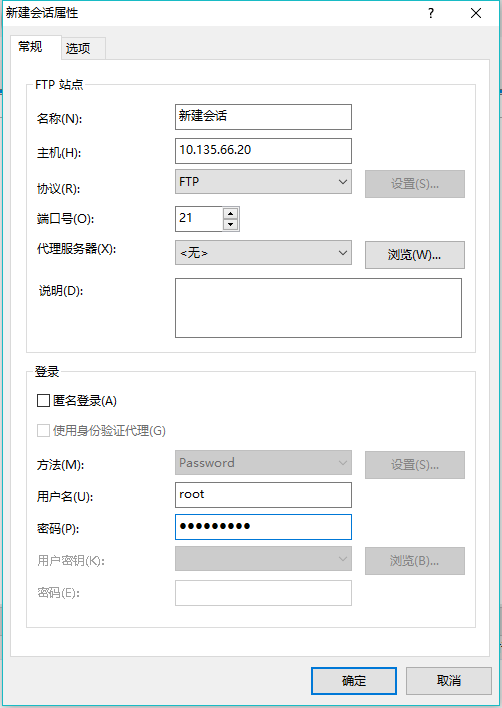 新建会话属性
?
常规
选项
FTP 站点
名称(N):
新建会话
主机(H):
10.135.66.20
协议(R):
FTP
设置(S)...
端口号(O):
21
代理服务器(X):
<无>
浏览(W)...
说明(D):
登录
匿名登录(A)
使用身份验证代理(G)
方法(M):
Password
设置(S)...
用户名(U):
root
密码(P):
●●●●●●●●●
用户密钥(K):
浏览(B)...
密码(E):
确定
取消